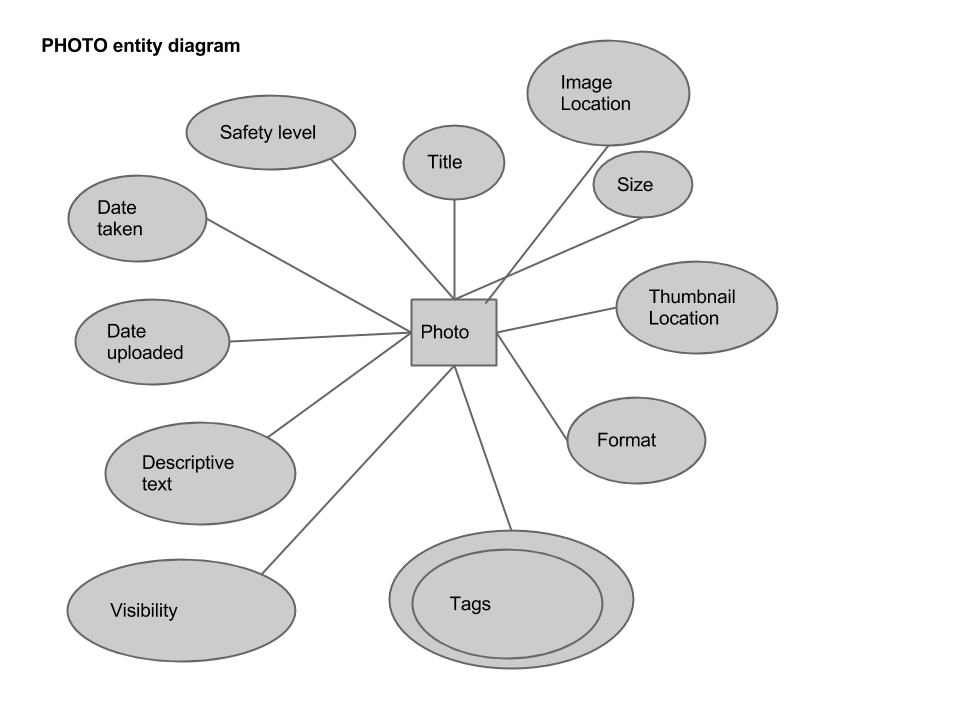 PHOTO entity diagram
Image
Location
Safety level
Title
Size
Date
taken
Thumbnail
Location
Date
uploaded
Photo
Format
Descriptive
text
Tags
Visibility